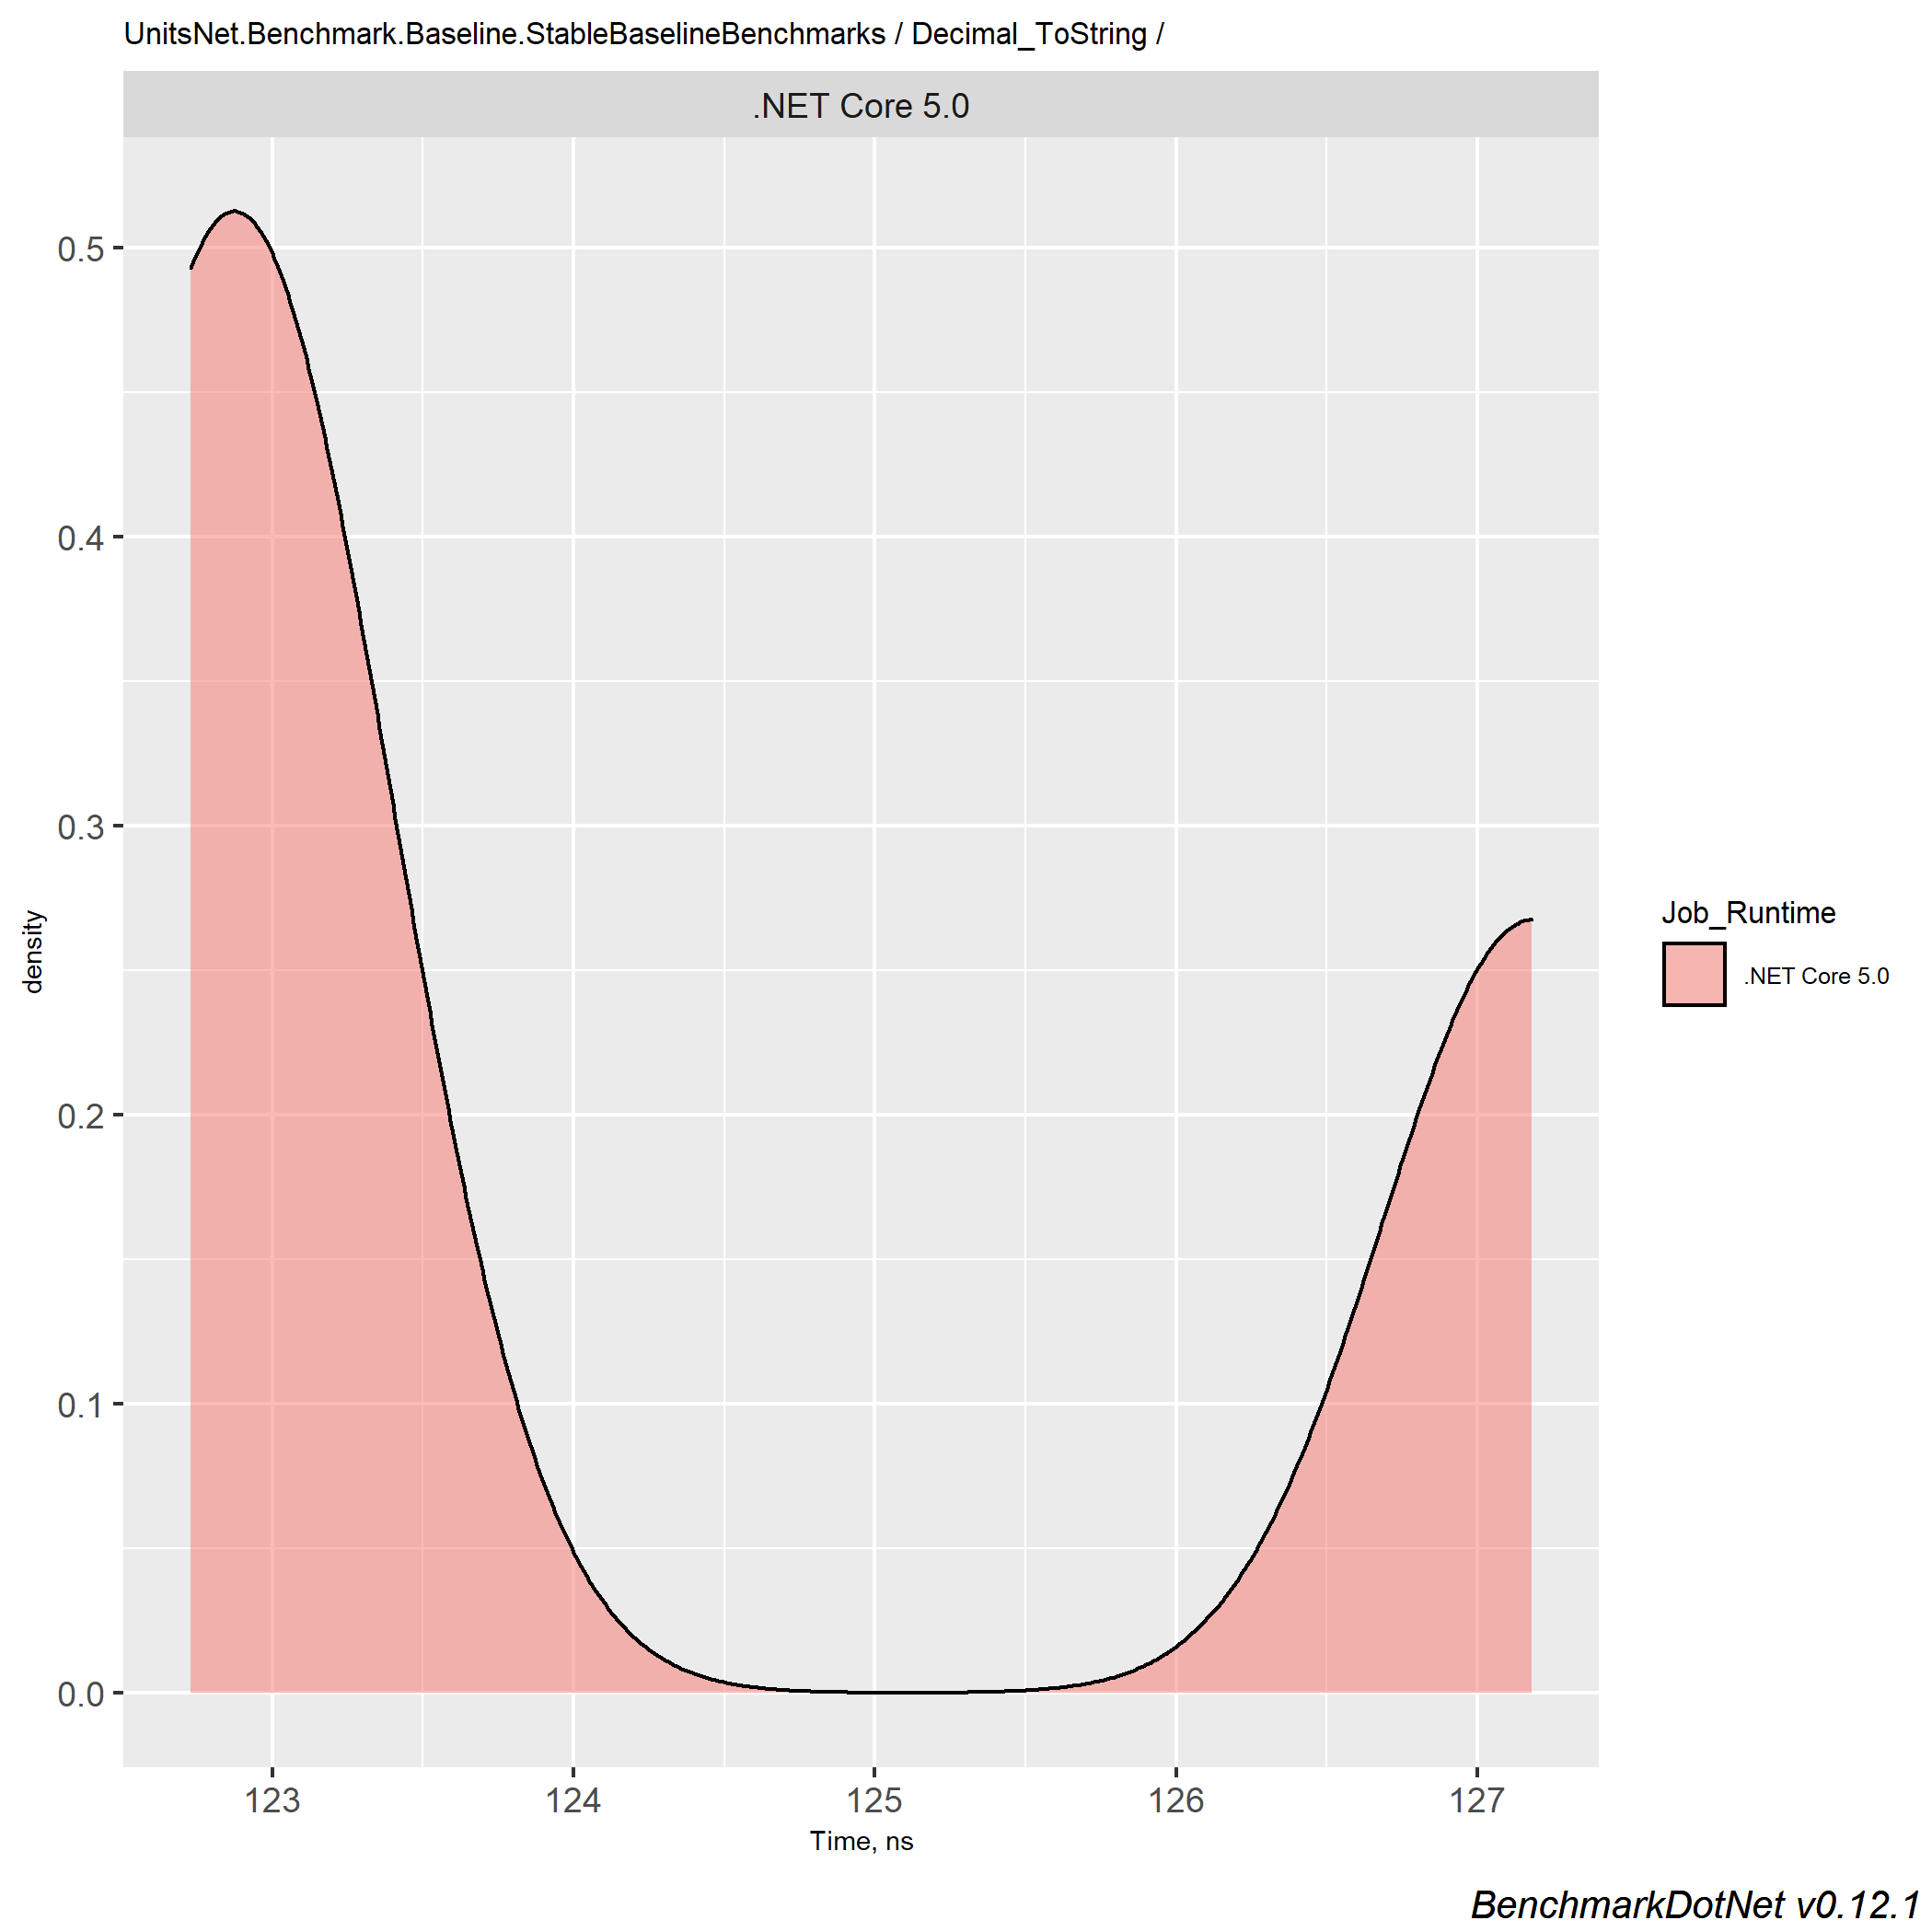 UnitsNet.Benchmark.Baseline.StableBaselineBenchmarks / Decimal_ToString /
.NET Core 5.0
0.5
0.4
0.3
0.2
0.1
0.0
density
123 124 125 126 127
Time, ns
Job_Runtime
.NET Core 5.0
BenchmarkDotNet v0.12.1